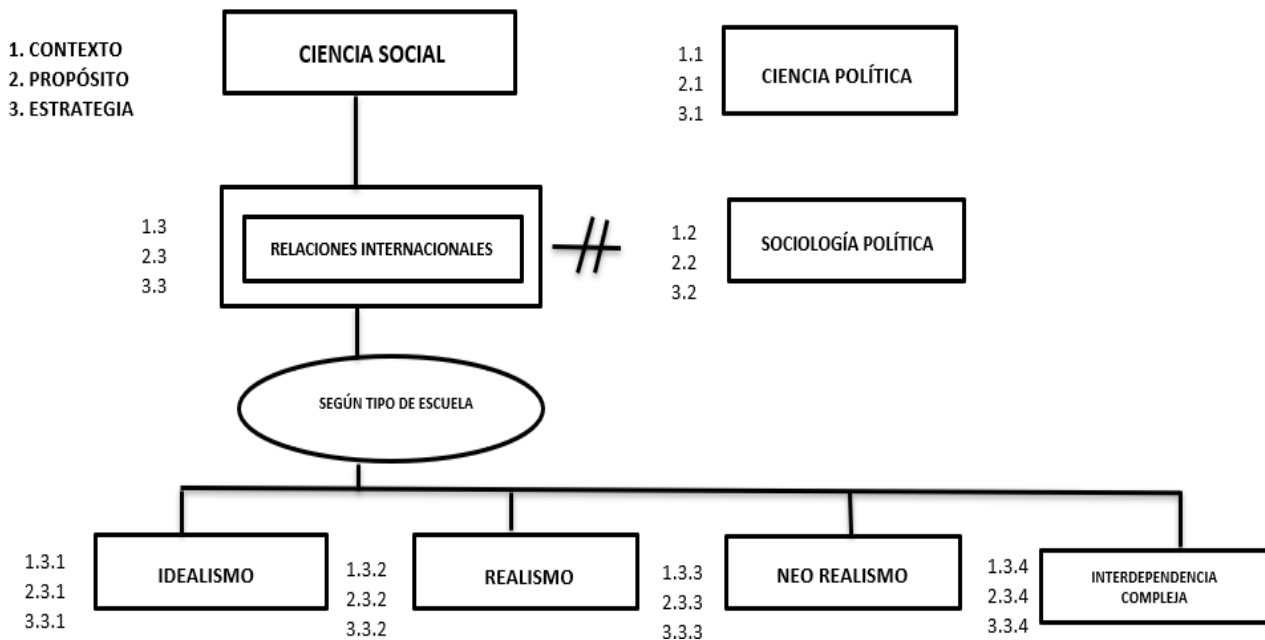 1. CONTEXTO
2. PROPÓSITO
3. ESTRATEGIA
CIENCIA SOCIAL
1.1
2.1
3.1
CIENCIA POLÍTICA
1.3
2.3
3.3
RELACIONES INTERNACIONALES
1.2
2.2
3.2
SOCIOLOGÍA POLÍTICA
SEGÚN TIPO DE ESCUELA
1.3.1
2.3.1
3.3.1
IDEALISMO
1.3.2
2.3.2
3.3.2
REALISMO
1.3.3
2.3.3
3.3.3
NEO REALISMO
1.3.4
2.3.4
3.3.4
INTERDEPENDENCIA
COMPLEJA